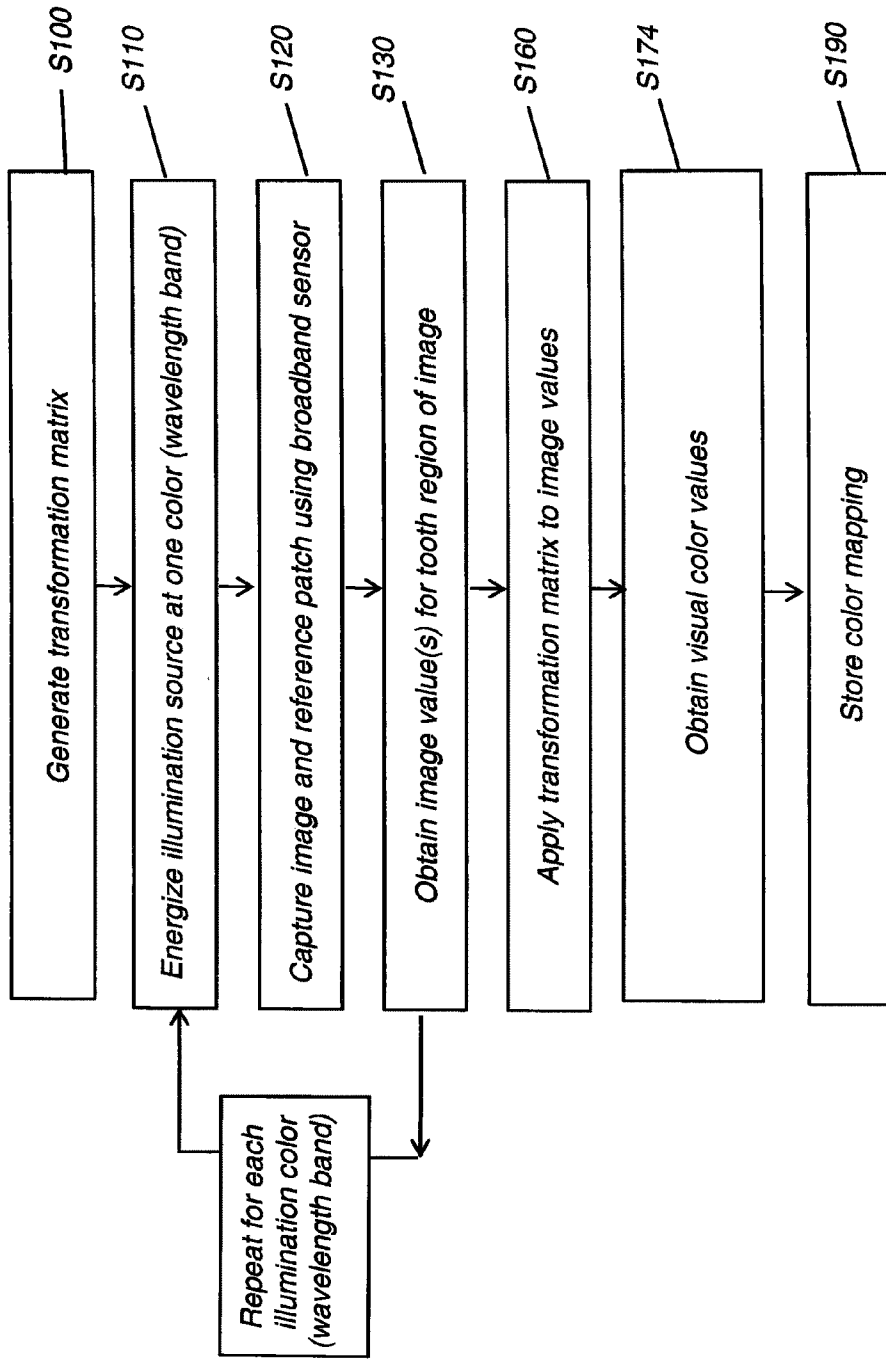 Generate transformation matrix
S100
Energize illumination source at one color (wavelength band)
S110
Capture image and reference patch using broadband sensor
S120
Obtain image value(s) for tooth region of image
S130
Repeat for each
illumination color
(wavelength band)
Apply transformation matrix to image values
S160
Obtain visual color values
S174
Store color mapping
S190